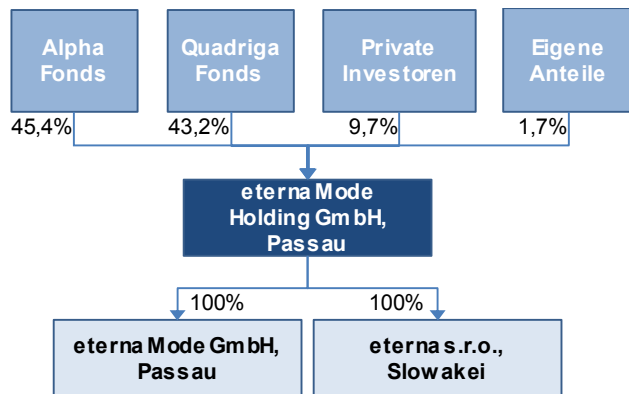 Alpha
Fonds
Quadriga
Fonds
Private
Investoren
Eigene
Anteile
45,4%
43,2%
9,7%
1,7%
eterna Mode
Holding GmbH,
Passau
100%
100%
eterna Mode GmbH,
Passau
eterna s.r.o.,
Slowakei